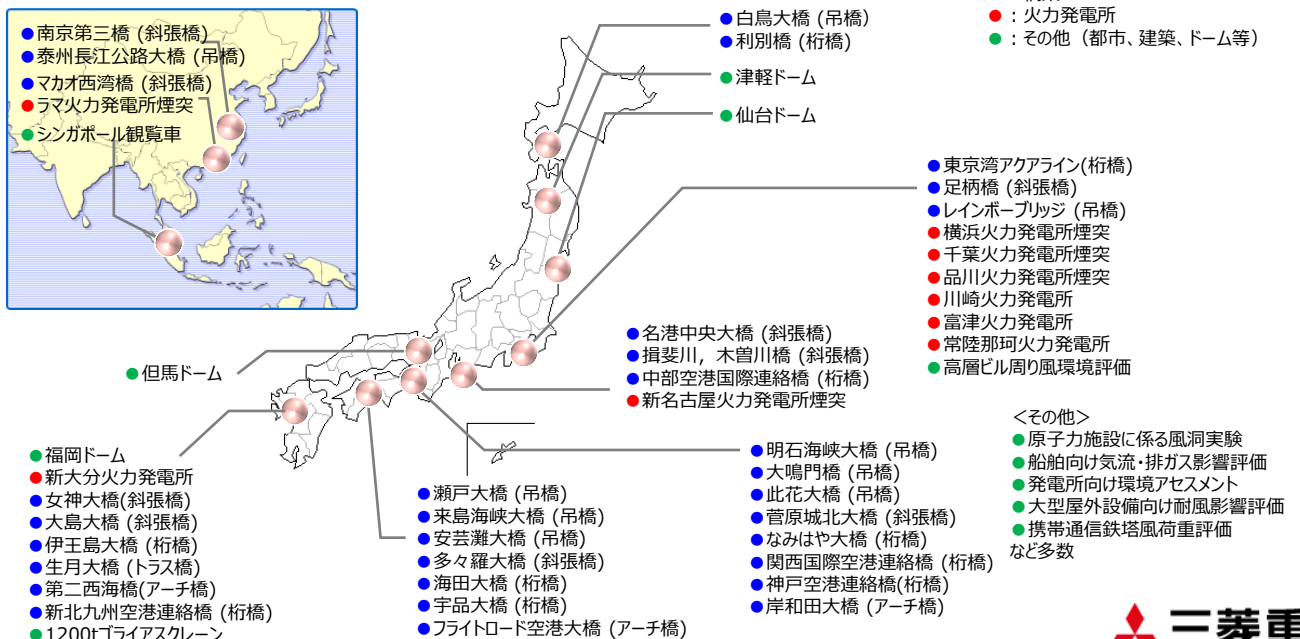 南京第三橋 (斜張橋)
泰州長江公路大橋 (吊橋)
マカオ西湾橋 (斜張橋)
ラマ火力発電所煙突
シンガポール観覧車
白鳥大橋 (吊橋)
利別橋 (桁橋)
津軽ドーム
仙台ドーム
：火力発電所
：その他（都市、建築、ドーム等）
東京湾アクアライン(桁橋)
足柄橋 (斜張橋)
レインボーブリッジ (吊橋)
横浜火力発電所煙突
千葉火力発電所煙突
品川火力発電所煙突
川崎火力発電所
富津火力発電所
常陸那珂火力発電所
高層ビル周り風環境評価
但馬ドーム
名港中央大橋 (斜張橋)
揖斐川，木曽川橋 (斜張橋)
中部空港国際連絡橋 (桁橋)
新名古屋火力発電所煙突
福岡ドーム
新大分火力発電所
女神大橋(斜張橋)
大島大橋 (斜張橋)
伊王島大橋 (桁橋)
生月大橋 (トラス橋)
第二西海橋(アーチ橋)
新北九州空港連絡橋 (桁橋)
1200tゴライアスクレーン
瀬戸大橋 (吊橋)
来島海峡大橋 (吊橋)
安芸灘大橋 (吊橋)
多々羅大橋 (斜張橋)
海田大橋 (桁橋)
宇品大橋 (桁橋)
フライトロード空港大橋 (アーチ橋)
明石海峡大橋 (吊橋)
大鳴門橋 (吊橋)
此花大橋 (吊橋)
菅原城北大橋 (斜張橋)
なみはや大橋 (桁橋)
関西国際空港連絡橋 (桁橋)
神戸空港連絡橋(桁橋)
岸和田大橋 (アーチ橋)
＜その他＞
原子力施設に係る風洞実験
船舶向け気流・排ガス影響評価
発電所向け環境アセスメント
大型屋外設備向け耐風影響評価
携帯通信鉄塔風荷重評価
など多数
三菱重